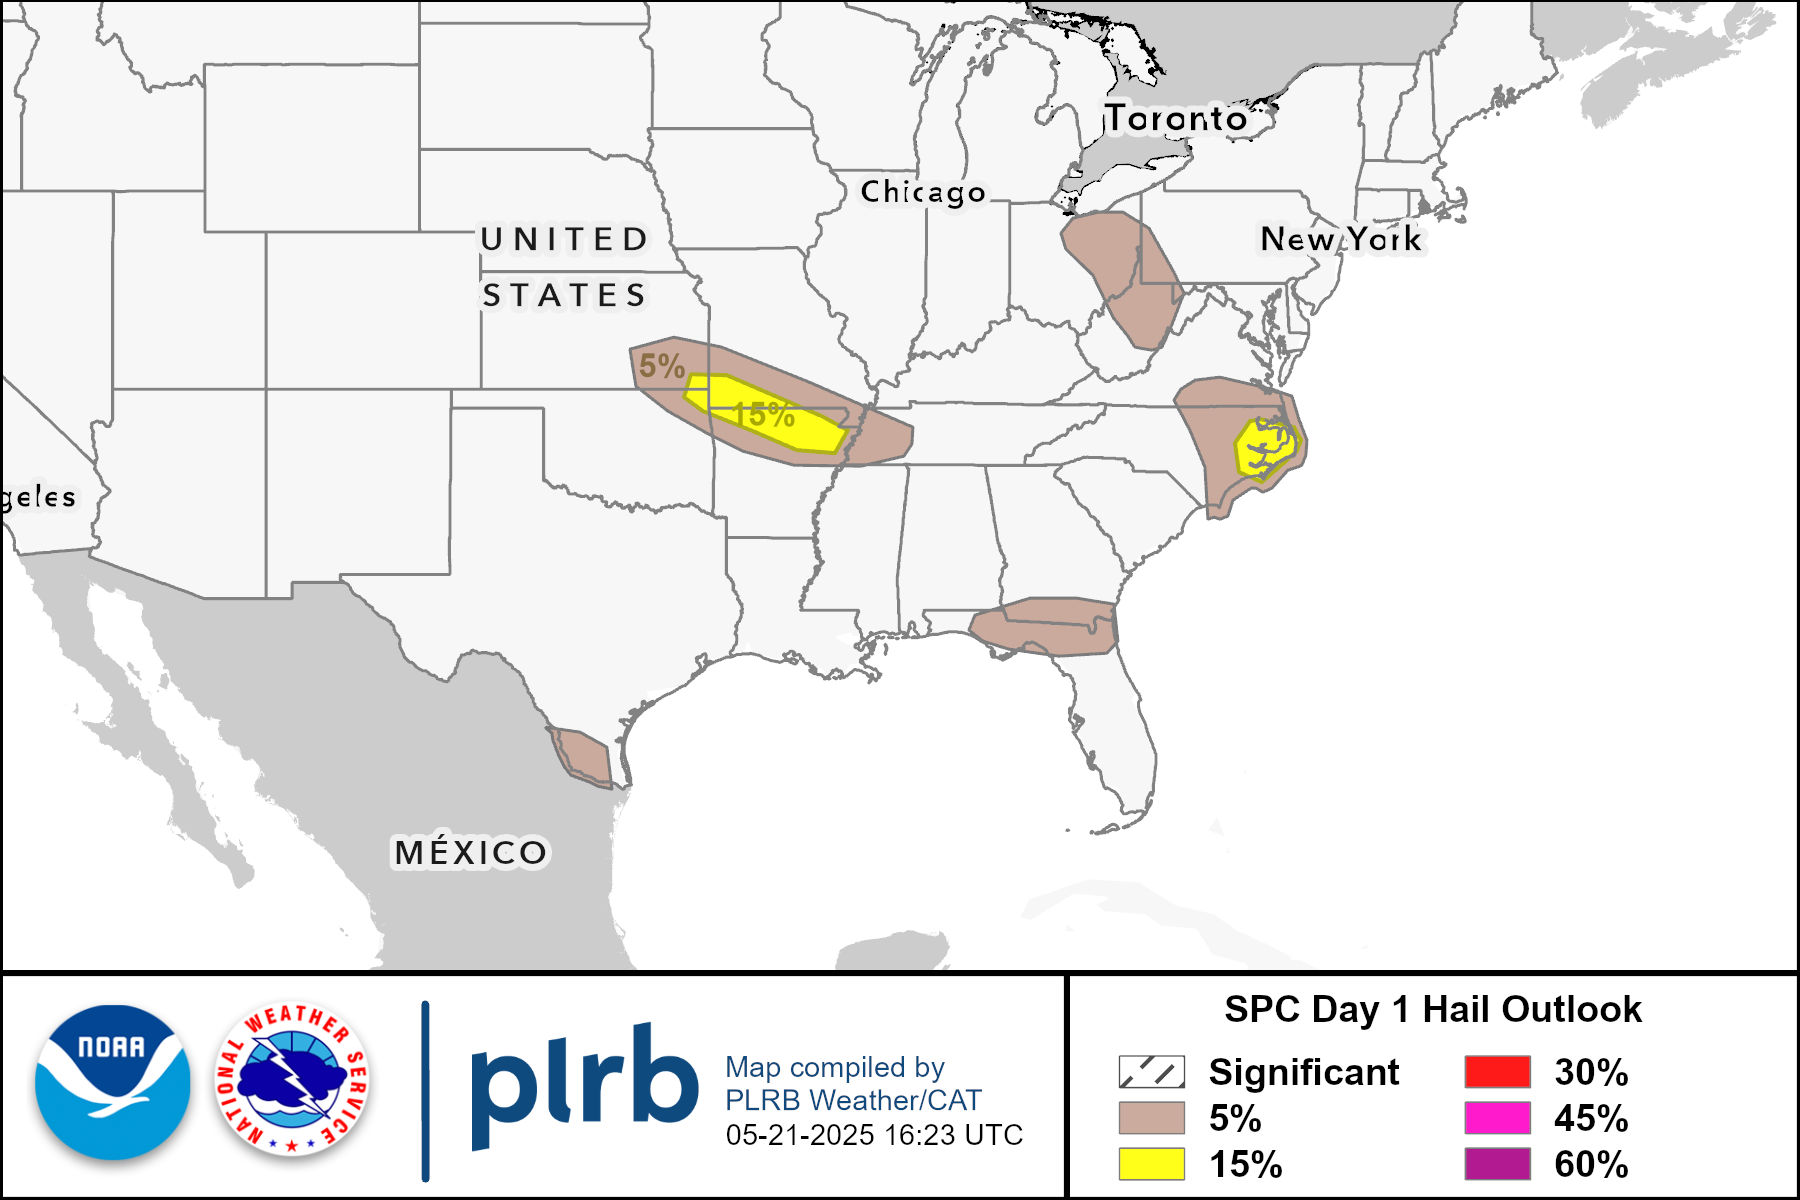 Toronto
Chicago
UNITED
New York
STATES
5%
15%
geles
MÉXICO
NOAA
NATIONAL WEATHER SERVICE
plrb
Map compiled by
PLRB Weather/CAT
05-21-2025 16:23 UTC
SPC Day 1 Hail Outlook
Significant
5%
15%
30%
45%
60%